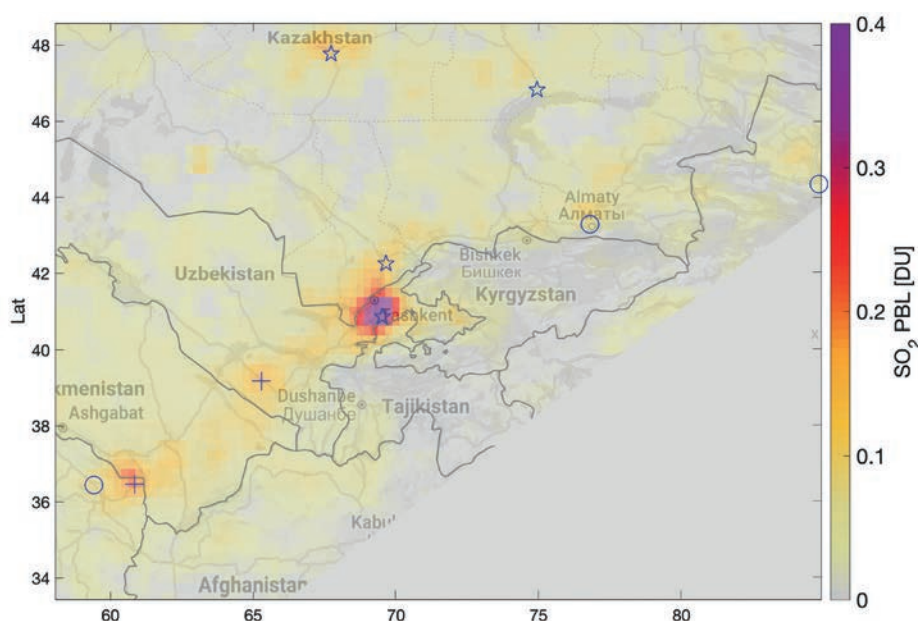 Kazakhstan
Almaty
Алматы
Bishkek
Бишкек
Uzbekistan
Kyrgyzstan
ashkent
kmenistan
Ashgabat
Dushanbe
Душанбе
Tajikistan
Kabul
Afghanistan
x
48
46
44
42
40
38
36
34
Lat
60
65
70
75
80
0.4
0.3
0.2
0.1
0
SO2 PBL [DU]